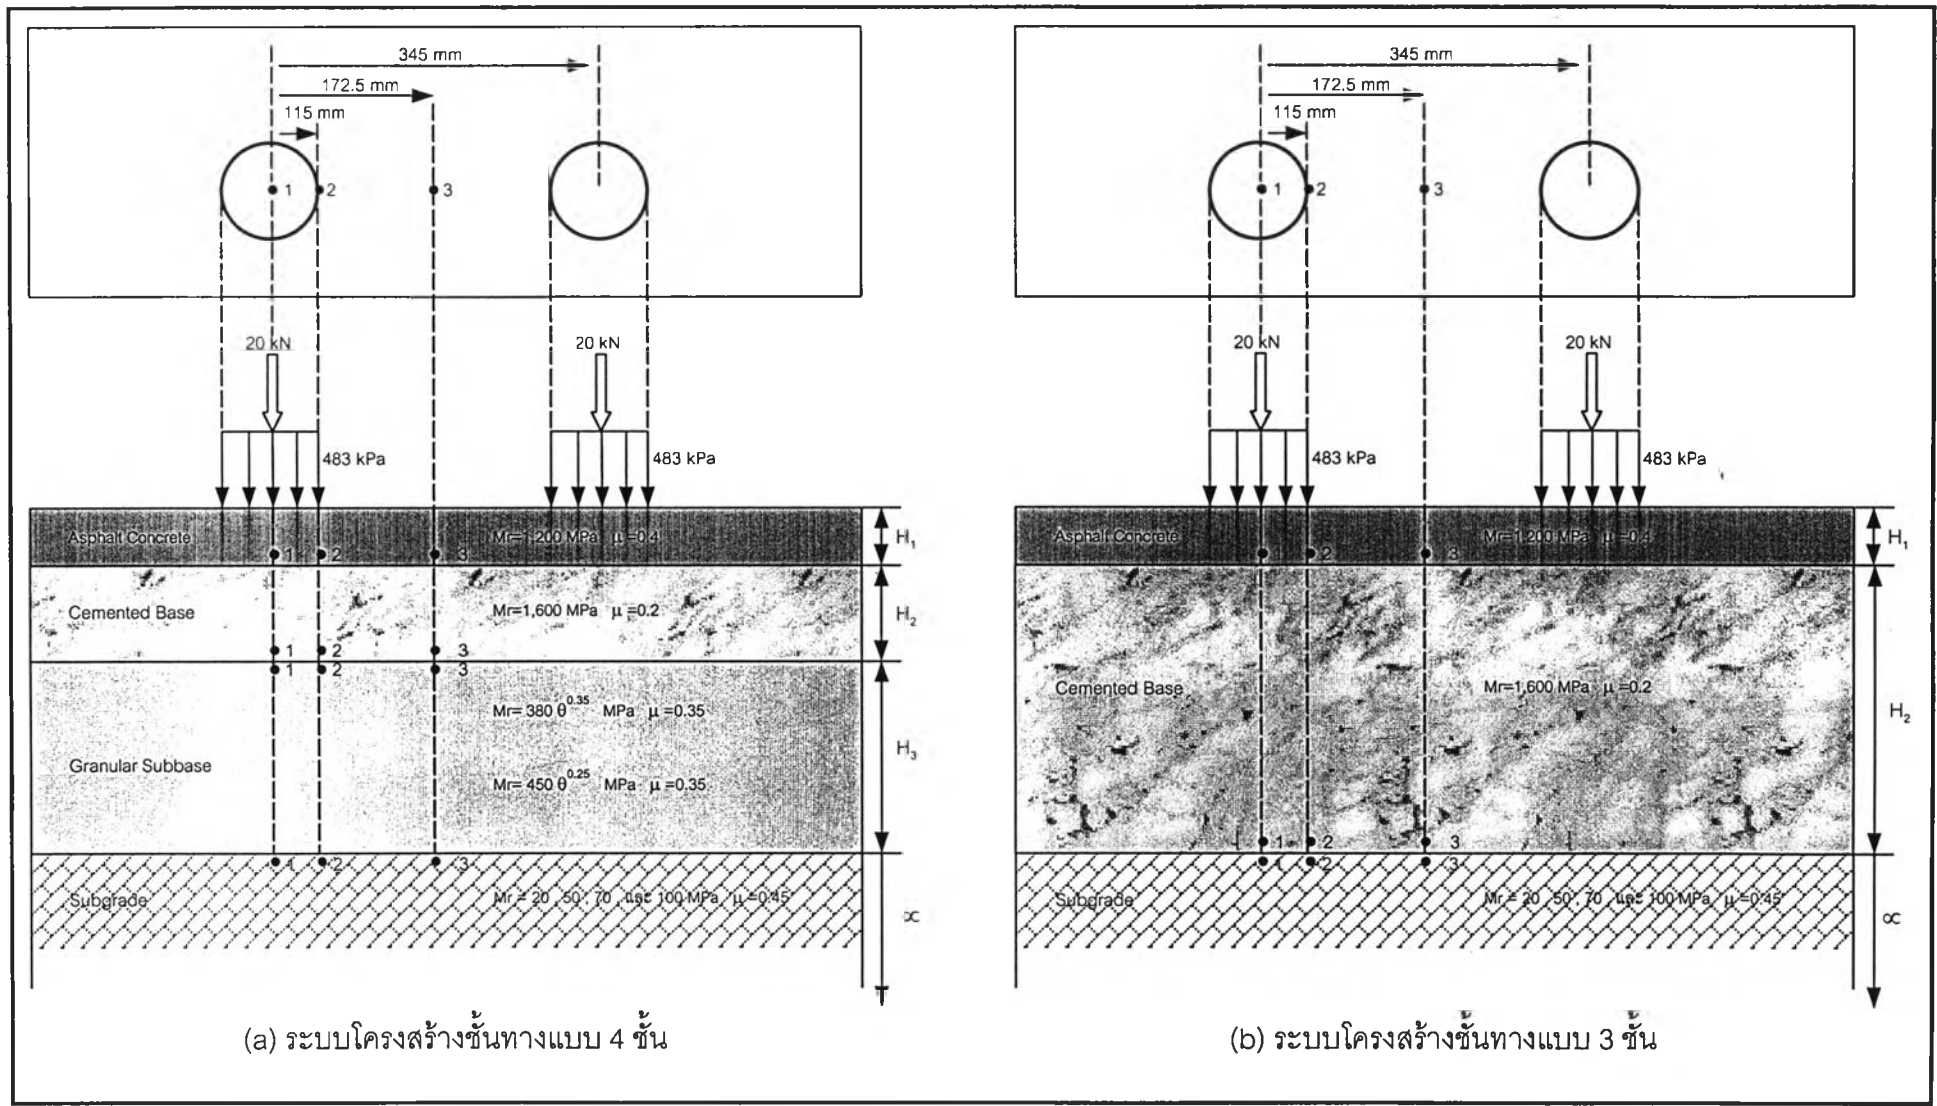 345 mm
172.5 mm
115 mm
1 2 3
20 kN 20 kN
483 kPa 483 kPa
Asphalt Concrete Mr=1,200 MPa μ =0.4 H1
1 2 3
Cemented Base Mr=1,600 MPa μ =0.2 H2
1 2 3
1 2 3
Mr= 380 θ^0.35 MPa μ =0.35
Granular Subbase H3
Mr= 450 θ^0.25 MPa μ =0.35
1 2 3
Subgrade Mr = 20 , 50 , 70 , และ 100 MPa μ =0.45 ∝
(a) ระบบโครงสร้างชั้นทางแบบ 4 ชั้น
345 mm
172.5 mm
115 mm
1 2 3
20 kN 20 kN
483 kPa 483 kPa
Asphalt Concrete Mr=1,200 MPa μ =0.4 H1
1 2 3
Cemented Base Mr=1,600 MPa μ =0.2 H2
1 2 3
1 2 3
Subgrade Mr = 20 , 50 , 70 และ 100 MPa μ =0.45 ∝
(b) ระบบโครงสร้างชั้นทางแบบ 3 ชั้น